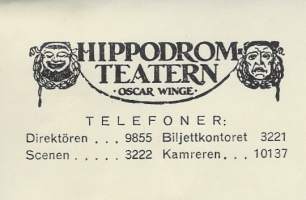 HIPPODROM-
TEATERN
· OSCAR WINGE ·
TELEFONER:
Direktören . . . 9855 Biljettkontoret 3221
Scenen . . . . . 3222 Kamreren . . . 10137